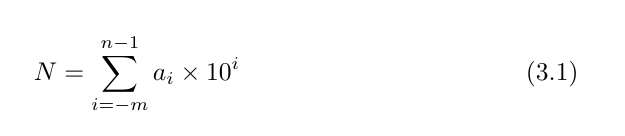 N = \sum_{i=-m}^{n-1} a_i \times 10^i (3.1)